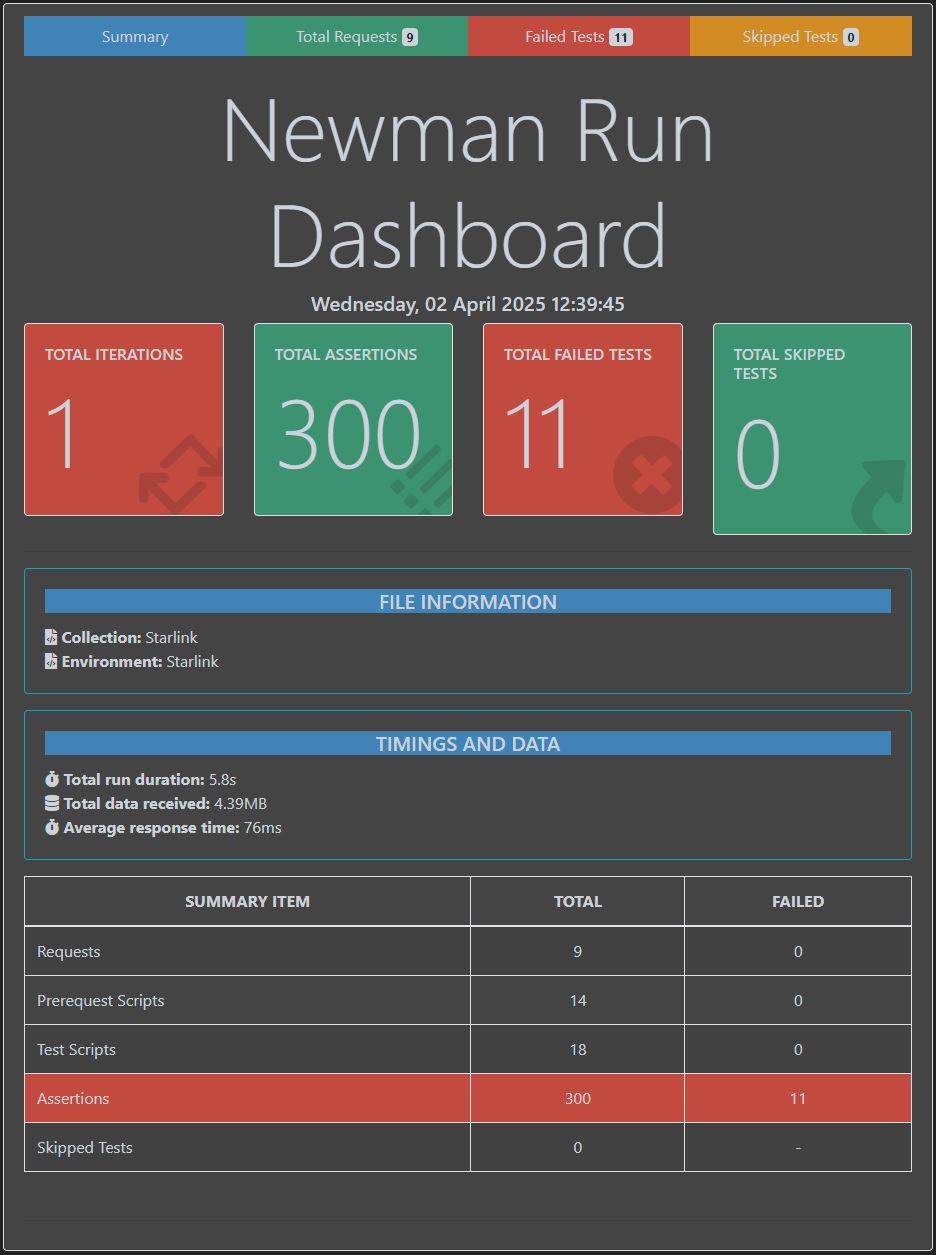 Summary
Total Requests 9
Failed Tests 11
Skipped Tests 0
Newman Run
Dashboard
Wednesday, 02 April 2025 12:39:45
TOTAL ITERATIONS
1
TOTAL ASSERTIONS
300
TOTAL FAILED TESTS
11
TOTAL SKIPPED
TESTS
0
FILE INFORMATION
Collection: Starlink
Environment: Starlink
TIMINGS AND DATA
Total run duration: 5.8s
Total data received: 4.39MB
Average response time: 76ms
SUMMARY ITEM TOTAL FAILED
Requests 9 0
Prerequest Scripts 14 0
Test Scripts 18 0
Assertions 300 11
Skipped Tests 0 -